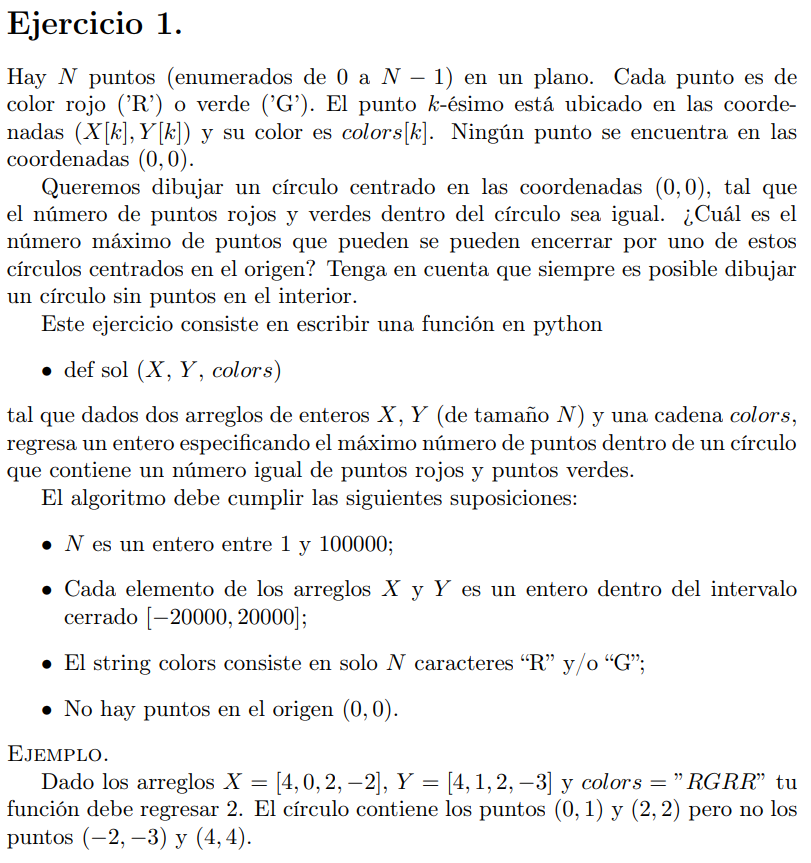 Ejercicio 1.
Hay N puntos (enumerados de 0 a N − 1) en un plano. Cada punto es de
color rojo ('R') o verde ('G'). El punto k-ésimo está ubicado en las coorde-
nadas (X[k], Y[k]) y su color es colors[k]. Ningún punto se encuentra en las
coordenadas (0, 0).
Queremos dibujar un círculo centrado en las coordenadas (0, 0), tal que
el número de puntos rojos y verdes dentro del círculo sea igual. ¿Cuál es el
número máximo de puntos que pueden se pueden encerrar por uno de estos
círculos centrados en el origen? Tenga en cuenta que siempre es posible dibujar
un círculo sin puntos en el interior.
Este ejercicio consiste en escribir una función en python
• def sol (X, Y, colors)
tal que dados dos arreglos de enteros X, Y (de tamaño N) y una cadena colors,
regresa un entero especificando el máximo número de puntos dentro de un círculo
que contiene un número igual de puntos rojos y puntos verdes.
El algoritmo debe cumplir las siguientes suposiciones:
• N es un entero entre 1 y 100000;
• Cada elemento de los arreglos X y Y es un entero dentro del intervalo
cerrado [−20000, 20000];
• El string colors consiste en solo N caracteres “R” y/o “G”;
• No hay puntos en el origen (0, 0).
EJEMPLO.
Dado los arreglos X = [4, 0, 2, −2], Y = [4, 1, 2, −3] y colors = ”RGRR” tu
función debe regresar 2. El círculo contiene los puntos (0, 1) y (2, 2) pero no los
puntos (−2, −3) y (4, 4).